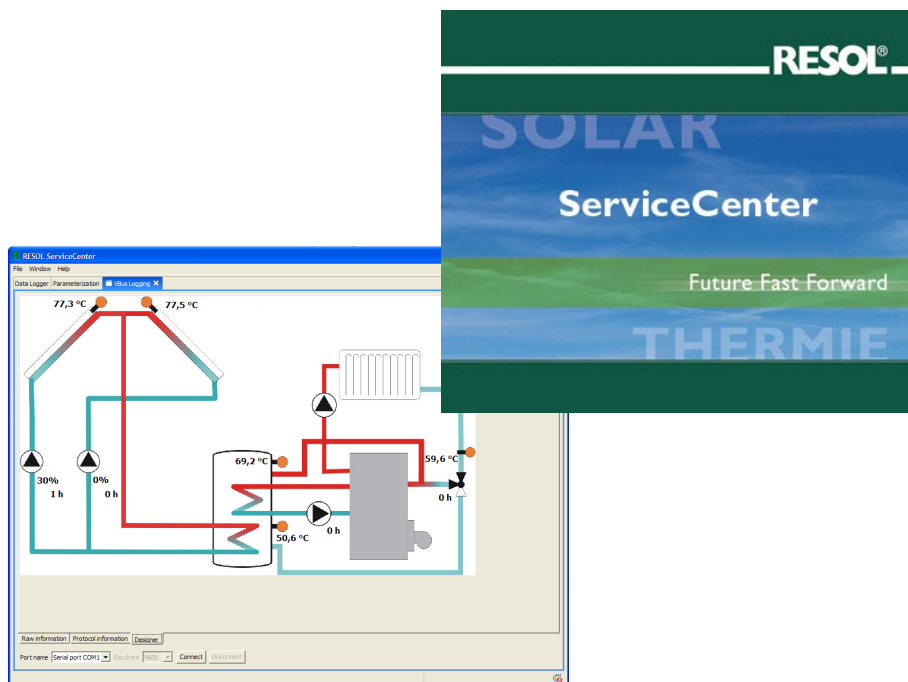 RESOL®
SOLAR
ServiceCenter
Future Fast Forward
THERMIE
RESOL ServiceCenter
File Window Help
Data Logger Parameterization VBus Logging
77,3 °C 77,5 °C
69,2 °C 59,6 °C
30% 0%
1 h 0 h 0 h
0 h
50,6 °C
Raw information Protocol information Designer
Port name Serial port COM1 Baudrate 9600 Connect Disconnect